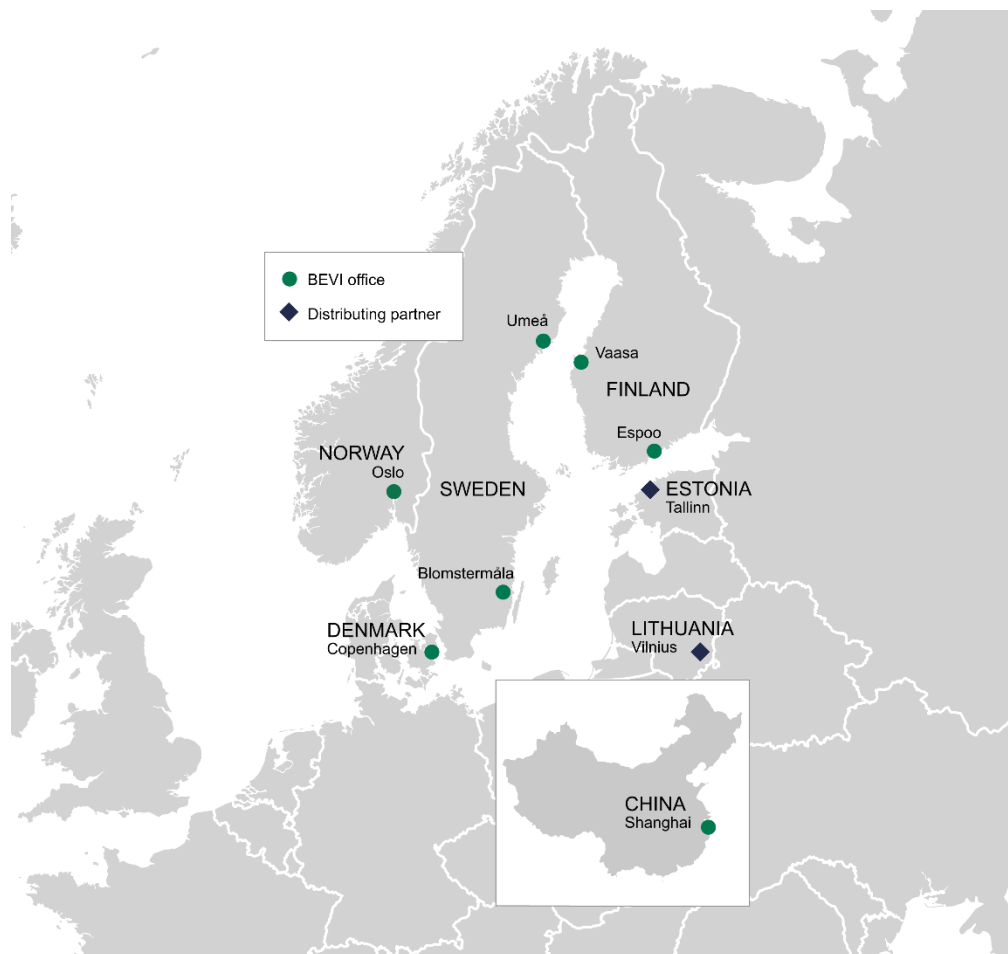 BEVI office
Distributing partner
Umeå
Vaasa
FINLAND
Espoo
NORWAY
Oslo
SWEDEN
ESTONIA
Tallinn
Blomstermåla
DENMARK
Copenhagen
LITHUANIA
Vilnius
CHINA
Shanghai